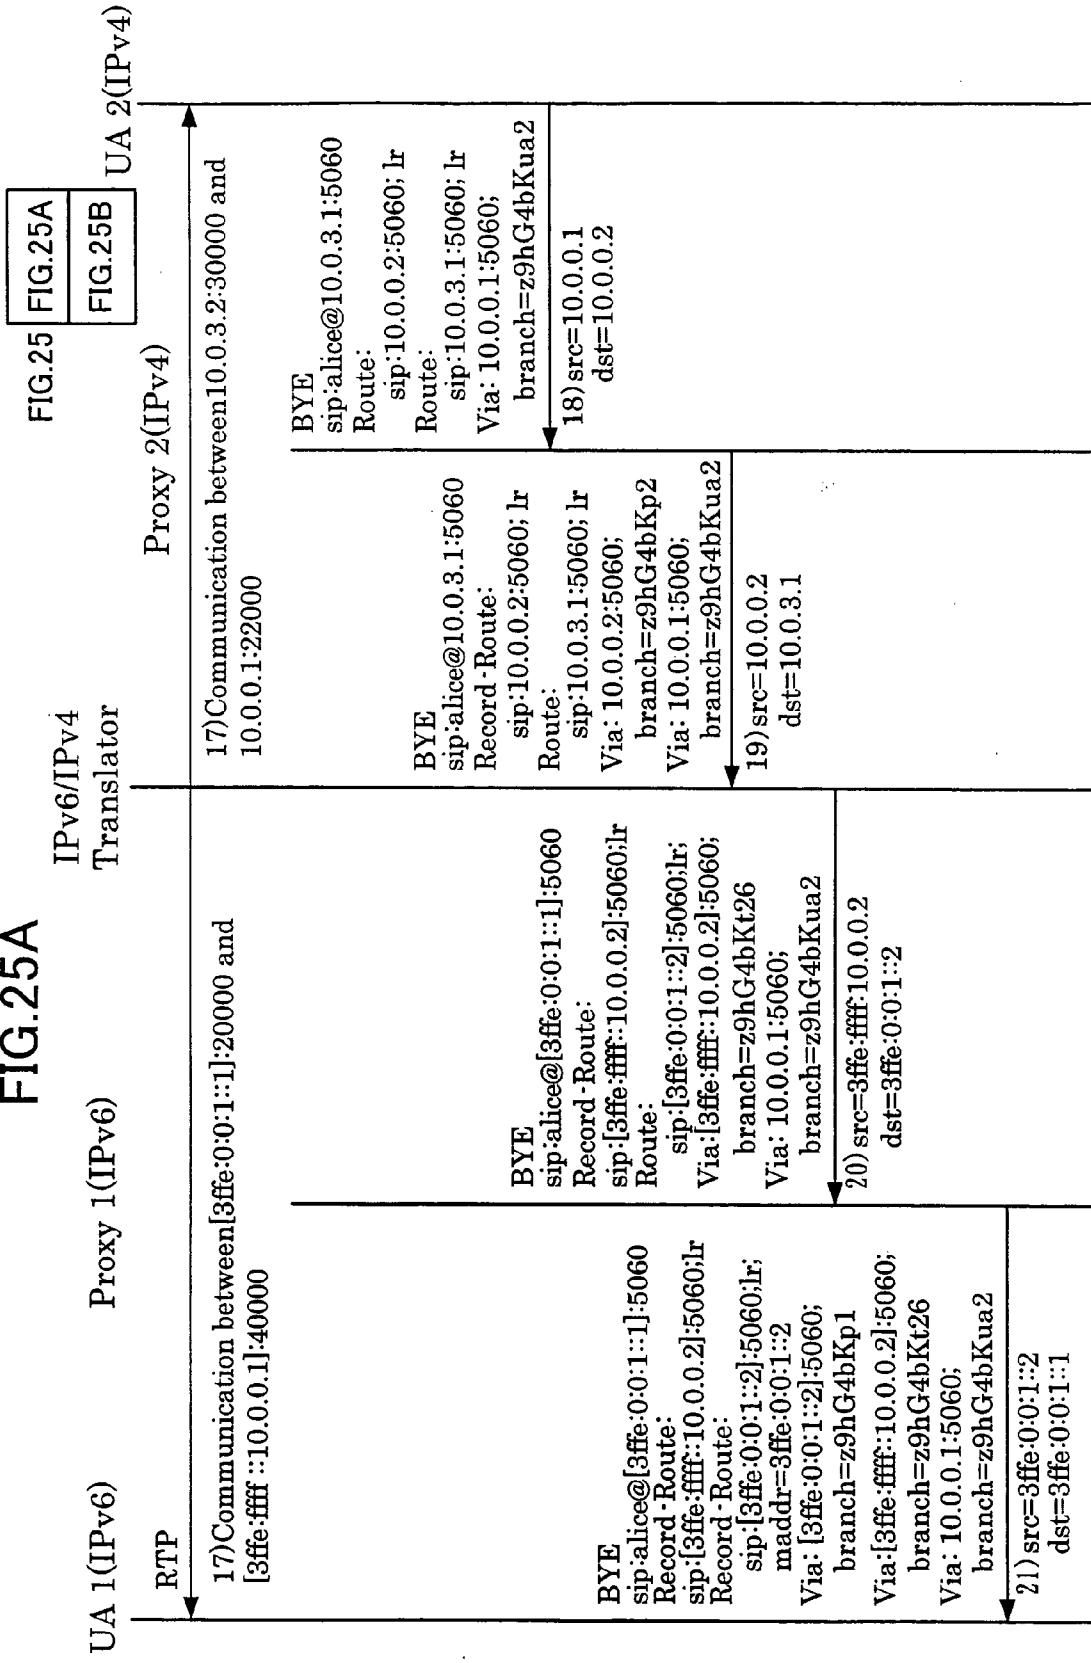 FIG.25A
FIG.25
FIG.25A
FIG.25B
UA 1(IPv6)
Proxy 1(IPv6)
IPv6/IPv4
Translator
Proxy 2(IPv4)
UA 2(IPv4)
RTP
17)Communication between[3ffe:0:0:1::1]:20000 and
[3ffe:ffff ::10.0.0.1]:40000
17)Communication between10.0.3.2:30000 and
10.0.0.1:22000
BYE
sip:alice@10.0.3.1:5060
Route:
sip:10.0.0.2:5060; lr
Route:
sip:10.0.3.1:5060; lr
Via: 10.0.0.1:5060;
branch=z9hG4bKua2
18)src=10.0.0.1
dst=10.0.0.2
BYE
sip:alice@10.0.3.1:5060
Record-Route:
sip:10.0.0.2:5060; lr
Route:
sip:10.0.3.1:5060; lr
Via: 10.0.0.2:5060;
branch=z9hG4bKp2
Via: 10.0.0.1:5060;
branch=z9hG4bKua2
19)src=10.0.0.2
dst=10.0.3.1
BYE
sip:alice@[3ffe:0:0:1::1]:5060
Record-Route:
sip:[3ffe:ffff::10.0.0.2]:5060;lr
Route:
sip:[3ffe:0:0:1::2]:5060;lr;
Via:[3ffe:ffff::10.0.0.2]:5060;
branch=z9hG4bKt26
Via: 10.0.0.1:5060;
branch=z9hG4bKua2
20)src=3ffe:ffff:10.0.0.2
dst=3ffe:0:0:1::2
BYE
sip:alice@[3ffe:0:0:1::1]:5060
Record-Route:
sip:[3ffe:ffff::10.0.0.2]:5060;lr
Record-Route:
sip:[3ffe:0:0:1::2]:5060;lr;
maddr=3ffe:0:0:1::2
Via: [3ffe:0:0:1::2]:5060;
branch=z9hG4bKp1
Via:[3ffe:ffff::10.0.0.2]:5060;
branch=z9hG4bKt26
Via: 10.0.0.1:5060;
branch=z9hG4bKua2
21)src=3ffe:0:0:1::2
dst=3ffe:0:0:1::1